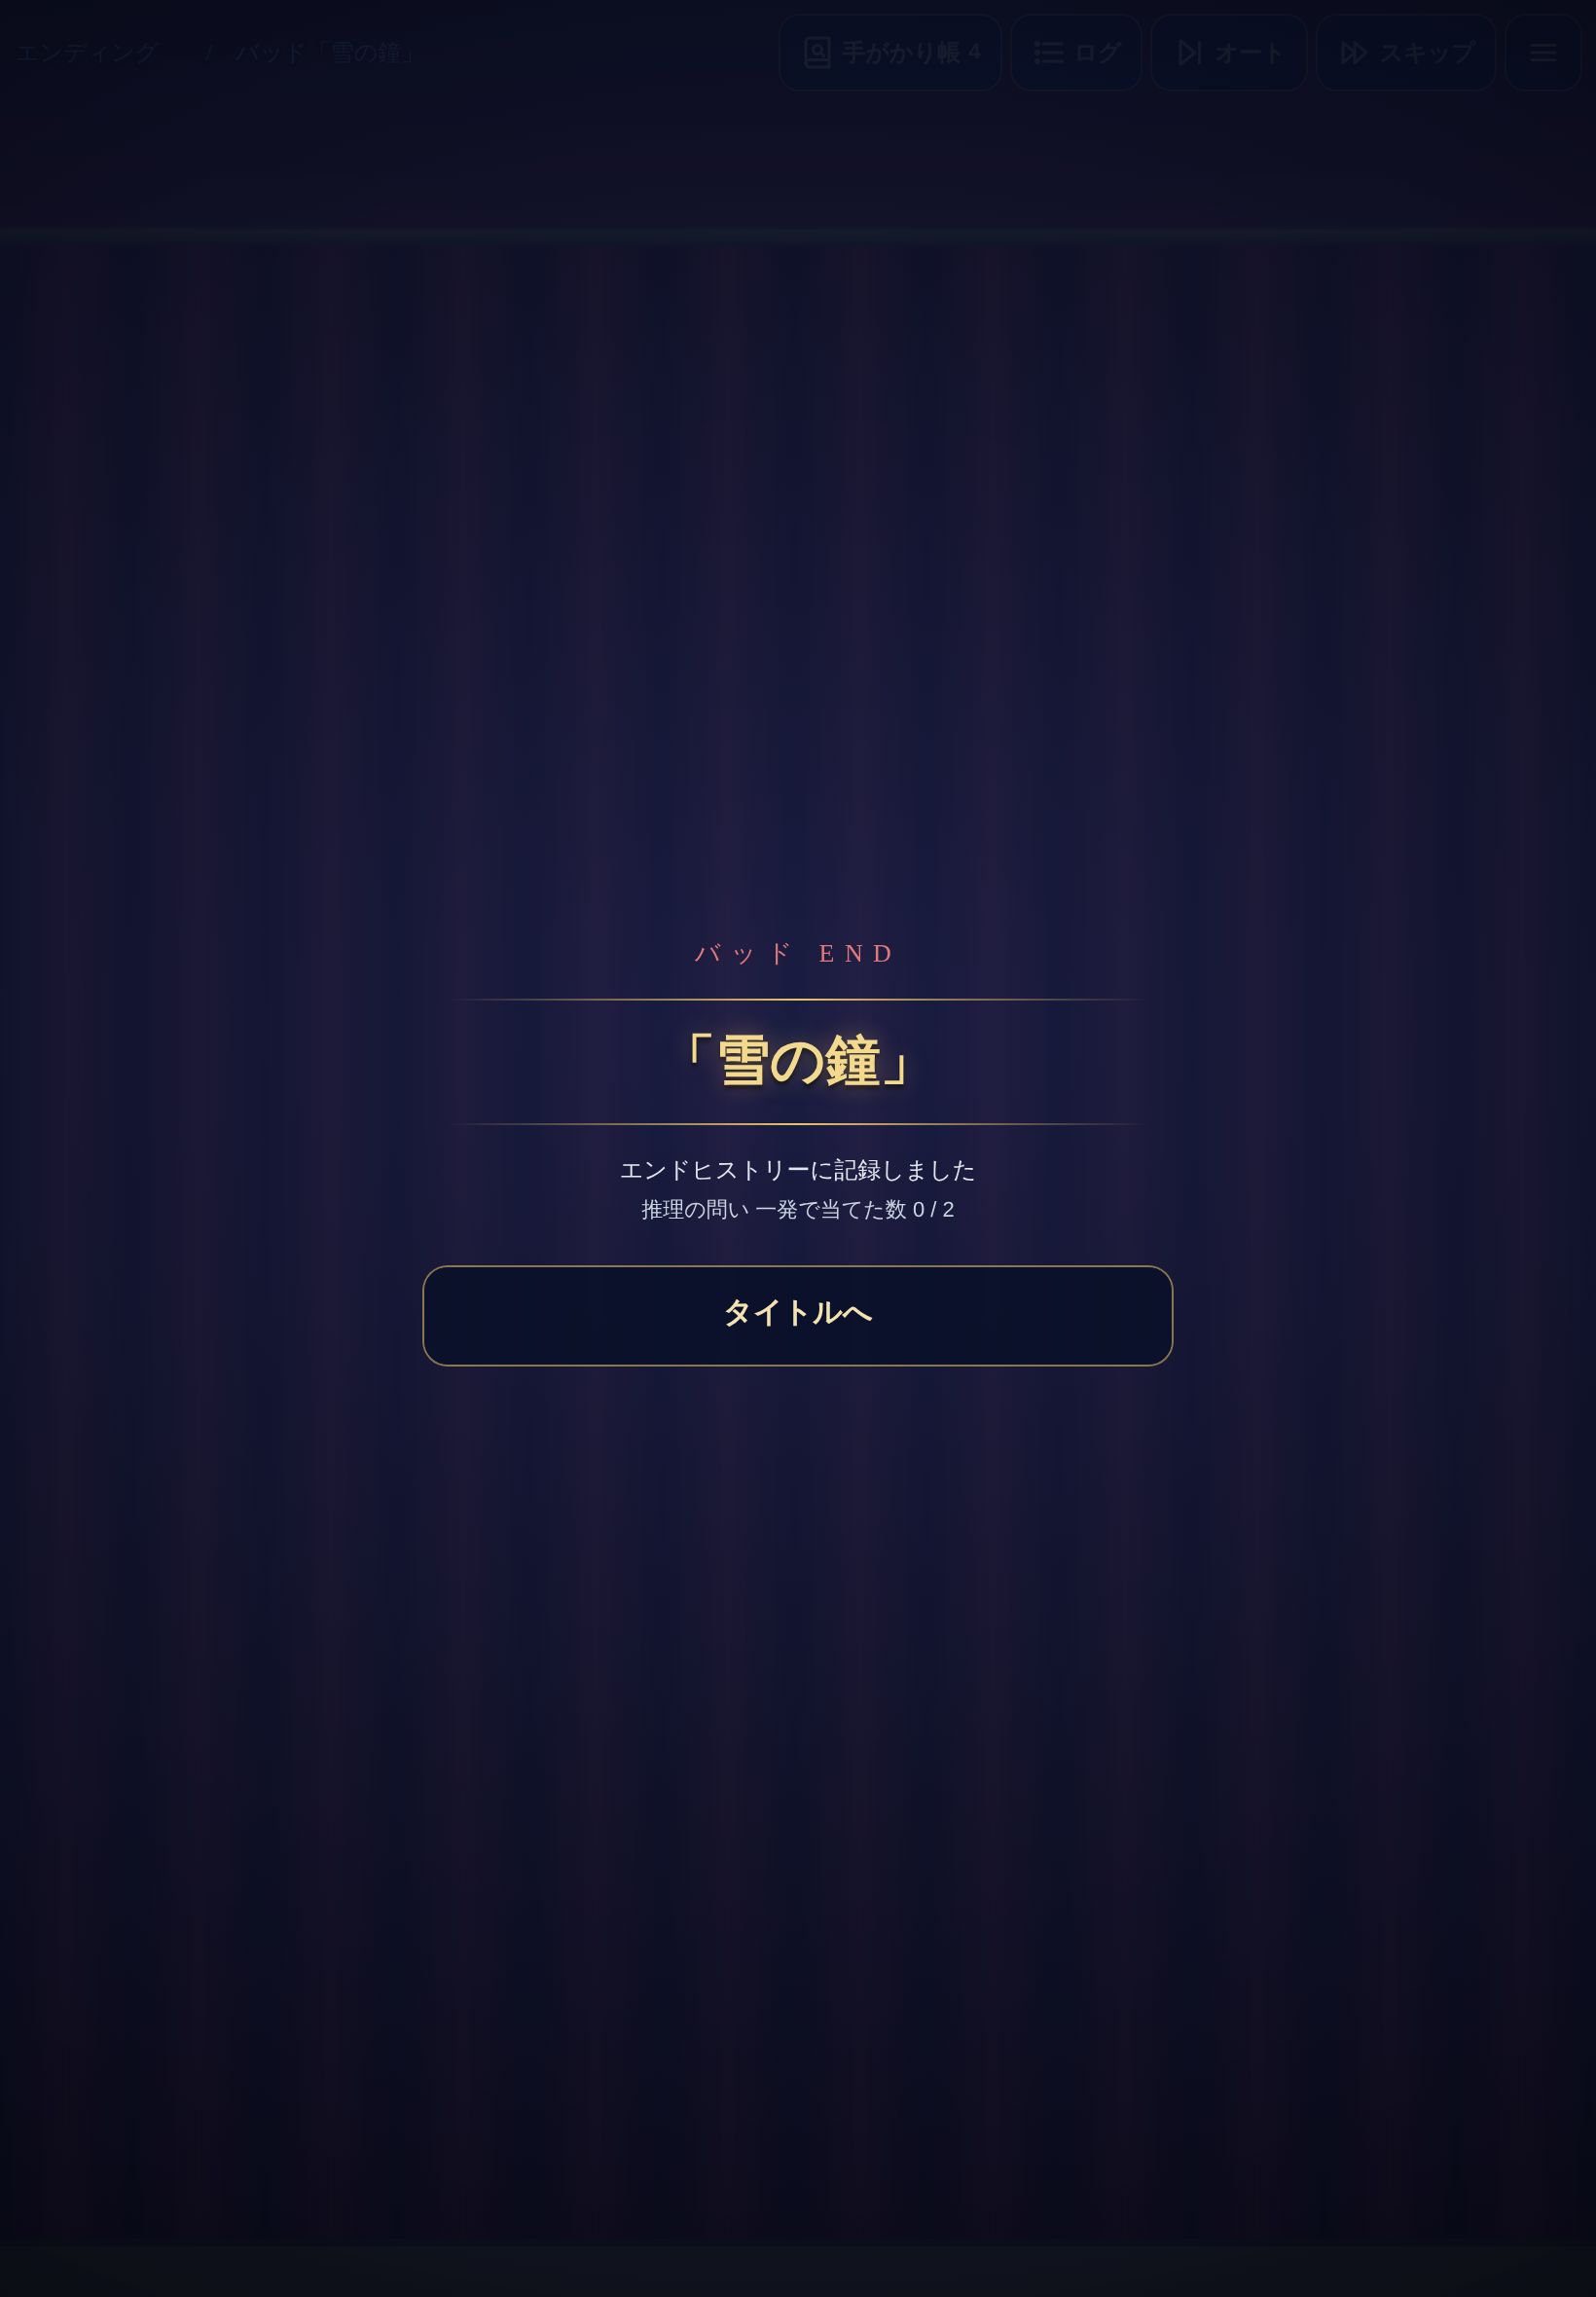 エンディング / バッド「雪の鐘」 手がかり帳 4 ログ オート スキップ
バッド END
「雪の鐘」
エンドヒストリーに記録しました
推理の問い 一発で当てた数 0 / 2
タイトルへ